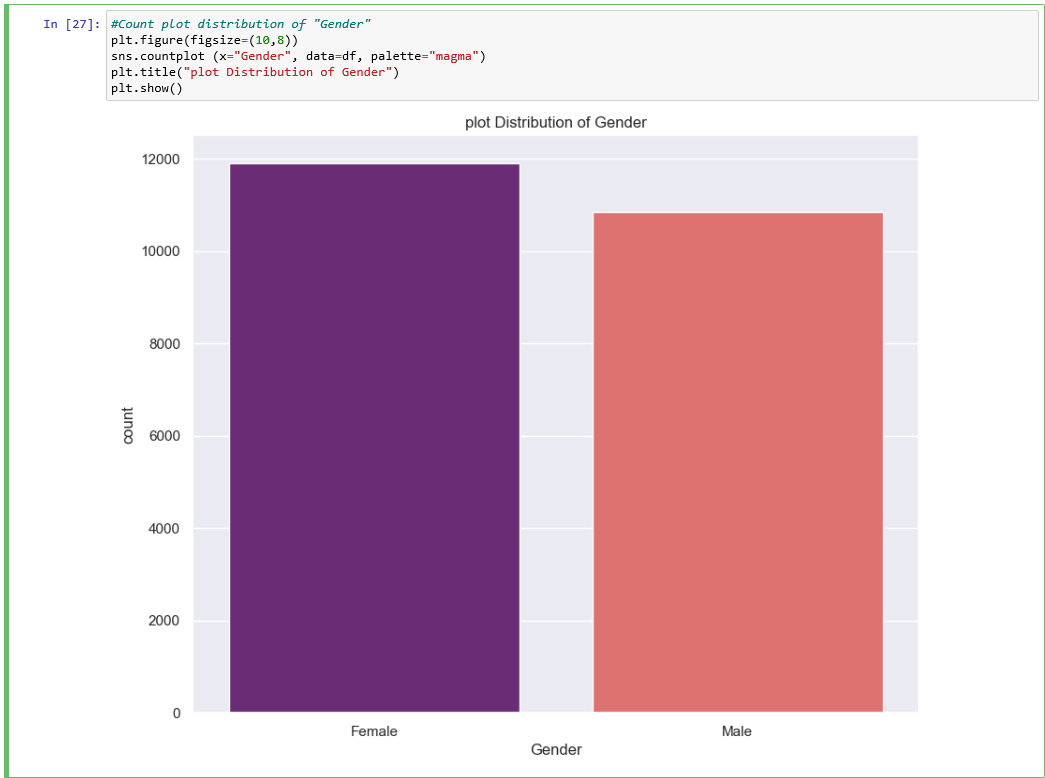 In [27]: #Count plot distribution of "Gender"
plt.figure(figsize=(10,8))
sns.countplot (x="Gender", data=df, palette="magma")
plt.title("plot Distribution of Gender")
plt.show()
plot Distribution of Gender
12000
10000
8000
6000
4000
2000
0
count
Female Male
Gender